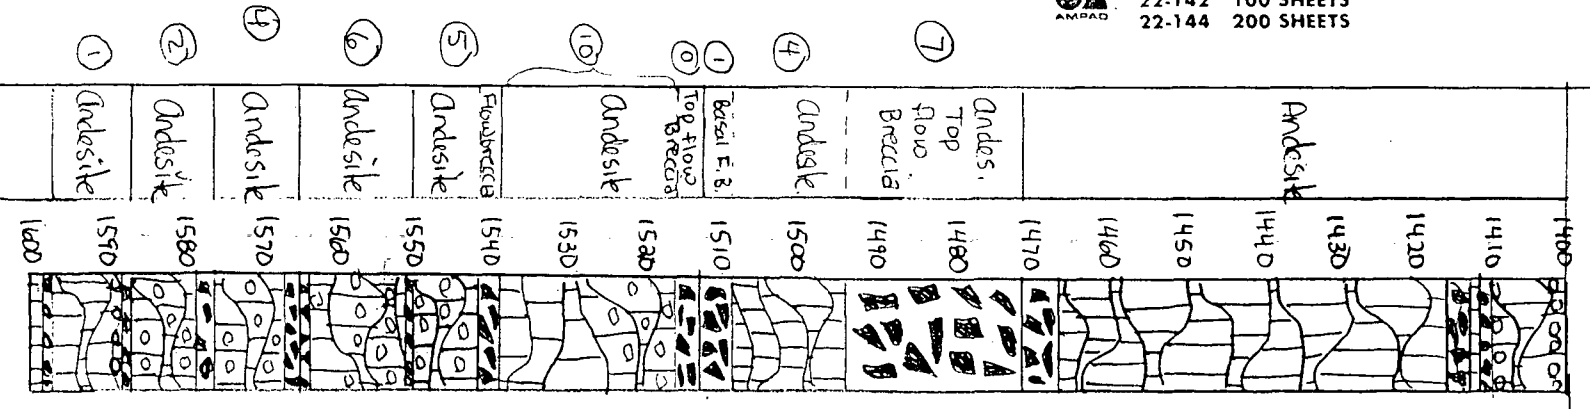 AMPAD
22-142 100 SHEETS
22-144 200 SHEETS
1
2
4
6
5
10
0
1
4
7
Andesite
Andesite
Andesite
Andesite
Andesite
Flowbreccia
Andesite
Top flow
Breccia
Basal F.B.
Andesite
Andes.
Top
flow.
Breccia
Andesite
1600
1590
1580
1570
1560
1550
1540
1530
1520
1510
1500
1490
1480
1470
1460
1450
1440
1430
1420
1410
1400